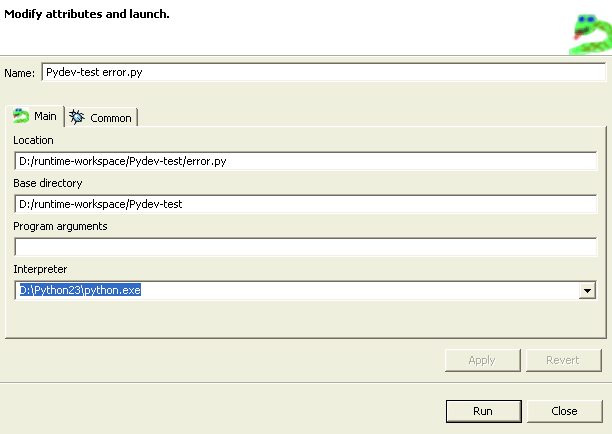 Modify attributes and launch.
Name: Pydev-test error.py
Main Common
Location
D:/runtime-workspace/Pydev-test/error.py
Base directory
D:/runtime-workspace/Pydev-test
Program arguments
Interpreter
D:\Python23\python.exe
Apply Revert
Run Close